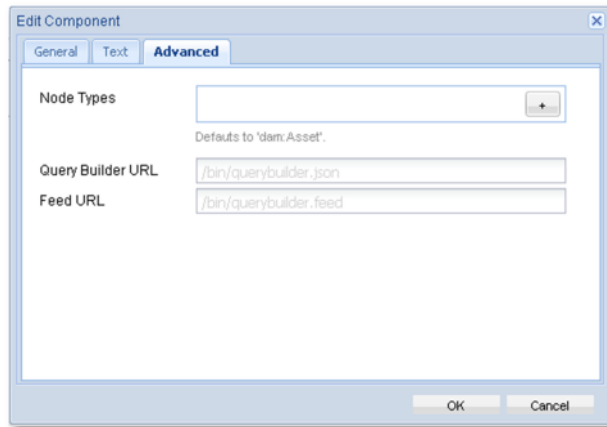 Edit Component
General Text Advanced
Node Types
+
Defauts to 'dam:Asset'.
Query Builder URL /bin/querybuilder.json
Feed URL /bin/querybuilder.feed
OK Cancel